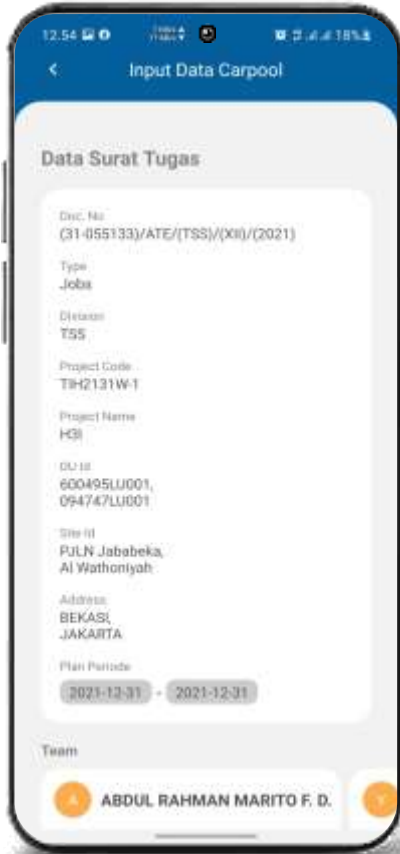 12.54
18%
Input Data Carpool
Data Surat Tugas
Doc. No
(31-055133)/ATE/(TSS)/(XII)/(2021)
Type
Jobs
Division
TSS
Project Code
TIH2131W-1
Project Name
H3I
DU Id
600495LU001,
094747LU001
Site Id
PJLN Jababeka,
Al Wathoniyah
Address
BEKASI,
JAKARTA
Plan Periode
2021-12-31 - 2021-12-31
Team
A ABDUL RAHMAN MARITO F. D.